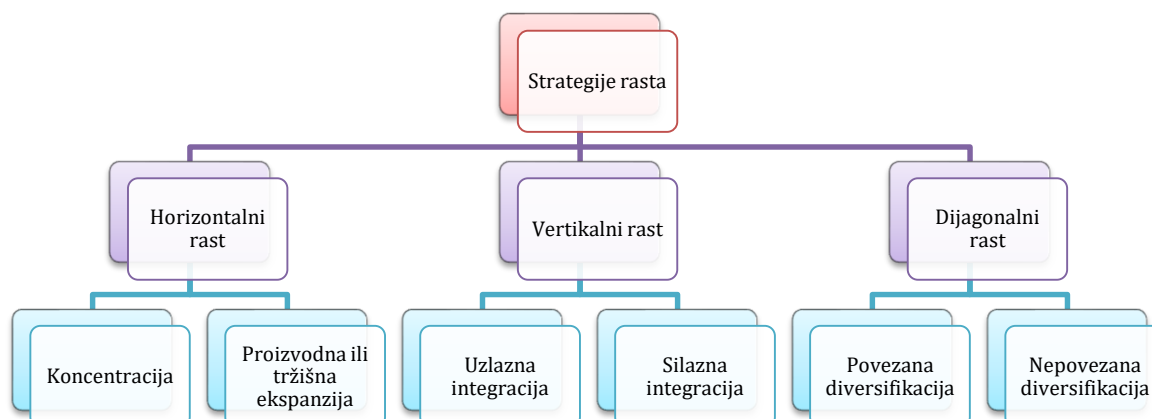 Strategije rasta
Horizontalni
rast
Vertikalni rast
Dijagonalni
rast
Koncentracija
Proizvodna ili
tržišna
ekspanzija
Uzlazna
integracija
Silazna
integracija
Povezana
diversifikacija
Nepovezana
diversifikacija